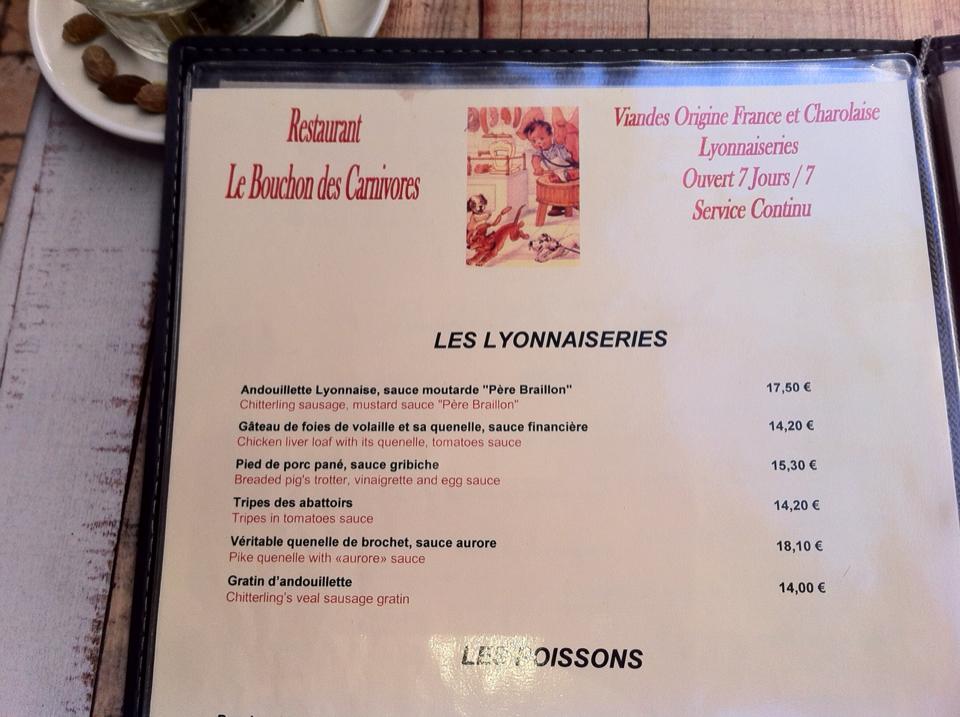 Restaurant
Le Bouchon des Carnivores
Viandes Origine France et Charolaise
Lyonnaiseries
Ouvert 7 Jours / 7
Service Continu
LES LYONNAISERIES
Andouillette Lyonnaise, sauce moutarde "Père Braillon" 17,50 €
Chitterling sausage, mustard sauce "Père Braillon"
Gâteau de foies de volaille et sa quenelle, sauce financière 14,20 €
Chicken liver loaf with its quenelle, tomatoes sauce
Pied de porc pané, sauce gribiche 15,30 €
Breaded pig's trotter, vinaigrette and egg sauce
Tripes des abattoirs 14,20 €
Tripes in tomatoes sauce
Véritable quenelle de brochet, sauce aurore 18,10 €
Pike quenelle with «aurore» sauce
Gratin d'andouillette 14,00 €
Chitterling's veal sausage gratin
LES POISSONS